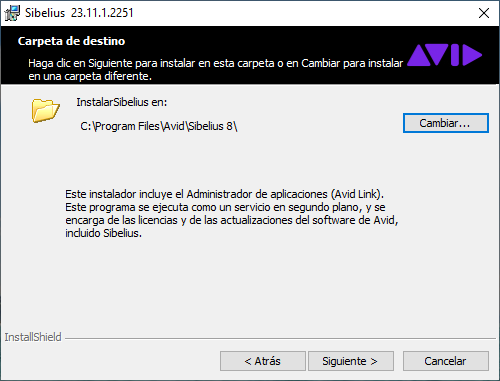 Sibelius 23.11.1.2251
Carpeta de destino
Haga clic en Siguiente para instalar en esta carpeta o en Cambiar para instalar
en una carpeta diferente.
AVID
InstalarSibelius en:
C:\Program Files\Avid\Sibelius 8\
Cambiar...
Este instalador incluye el Administrador de aplicaciones (Avid Link).
Este programa se ejecuta como un servicio en segundo plano, y se
encarga de las licencias y de las actualizaciones del software de Avid,
incluido Sibelius.
InstallShield
< Atrás
Siguiente >
Cancelar